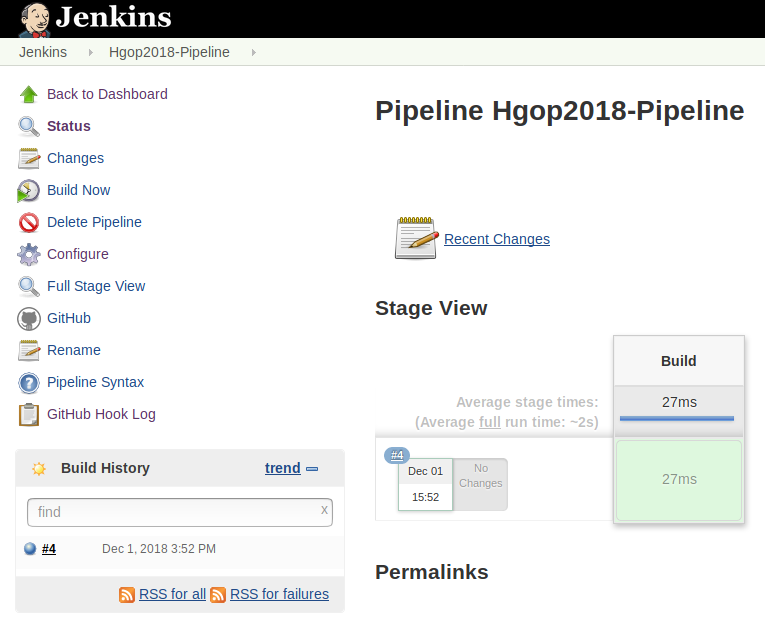 Jenkins
Jenkins
Hgop2018-Pipeline
Back to Dashboard
Status
Changes
Build Now
Delete Pipeline
Configure
Full Stage View
GitHub
Rename
Pipeline Syntax
GitHub Hook Log
Build History
trend
find
x
#4
Dec 1, 2018 3:52 PM
RSS for all
RSS for failures
Pipeline Hgop2018-Pipeline
Recent Changes
Stage View
Build
Average stage times:
27ms
(Average full run time: ~2s)
#4
Dec 01
No
Changes
15:52
27ms
Permalinks